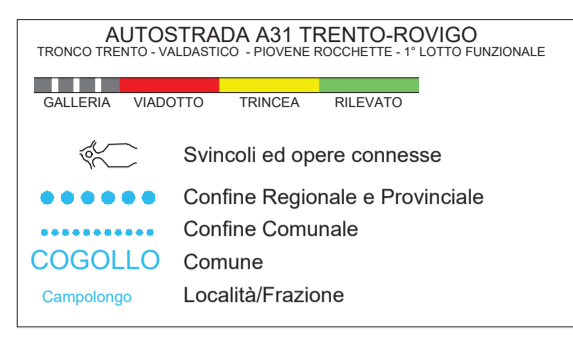 AUTOSTRADA A31 TRENTO-ROVIGO
TRONCO TRENTO - VALDASTICO - PIOVENE ROCCHETTE - 1° LOTTO FUNZIONALE
GALLERIA VIADOTTO TRINCEA RILEVATO
Svincoli ed opere connesse
Confine Regionale e Provinciale
Confine Comunale
COGOLLO Comune
Campolongo Località/Frazione